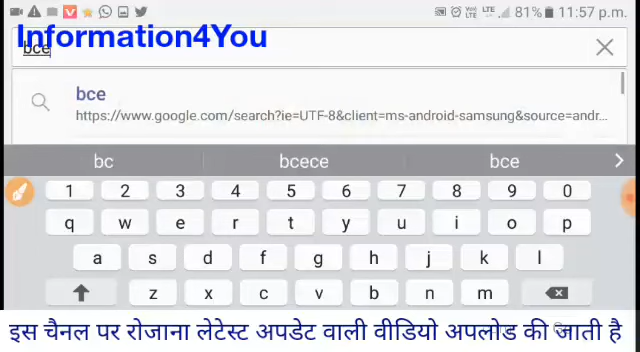 81% 11:57 p.m.
Information4You
bce
bce
https://www.google.com/search?ie=UTF-8&client=ms-android-samsung&source=andr...
bc bcece bce
1 2 3 4 5 6 7 8 9 0
q w e r t y u i o p
a s d f g h j k l
z x c v b n m
इस चैनल पर रोजाना लेटेस्ट अपडेट वाली वीडियो अपलोड की जाती है